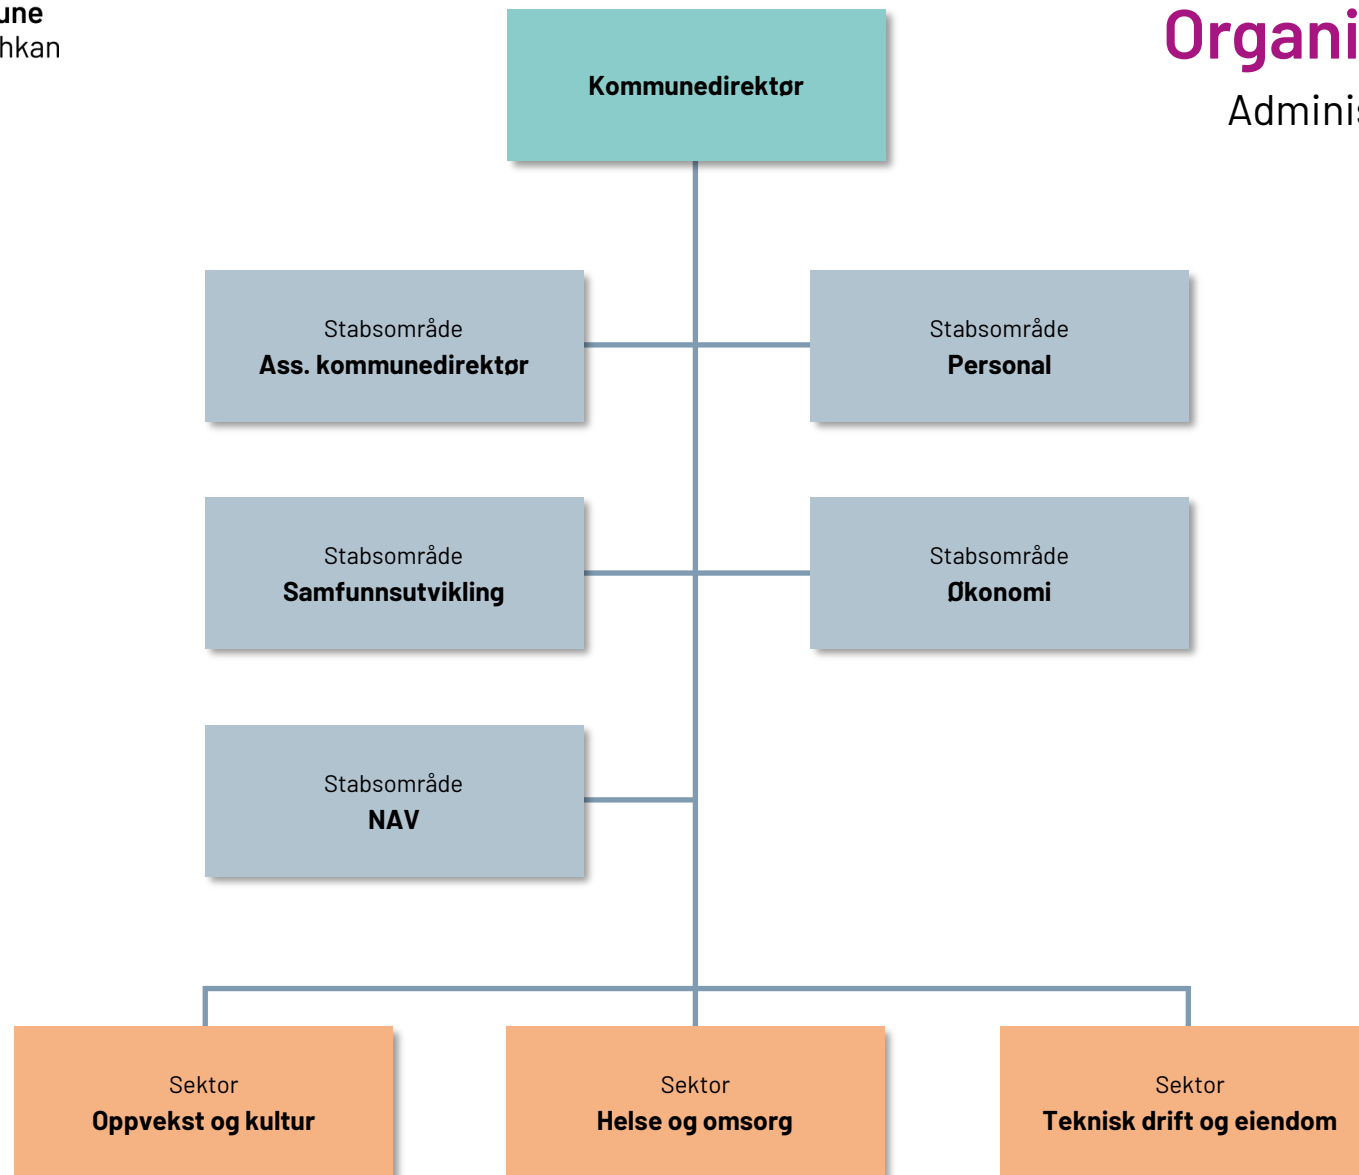 une
hkan
Organi
Adminis
Kommunedirektør
Stabsområde
Ass. kommunedirektør
Stabsområde
Personal
Stabsområde
Samfunnsutvikling
Stabsområde
Økonomi
Stabsområde
NAV
Sektor
Oppvekst og kultur
Sektor
Helse og omsorg
Sektor
Teknisk drift og eiendom